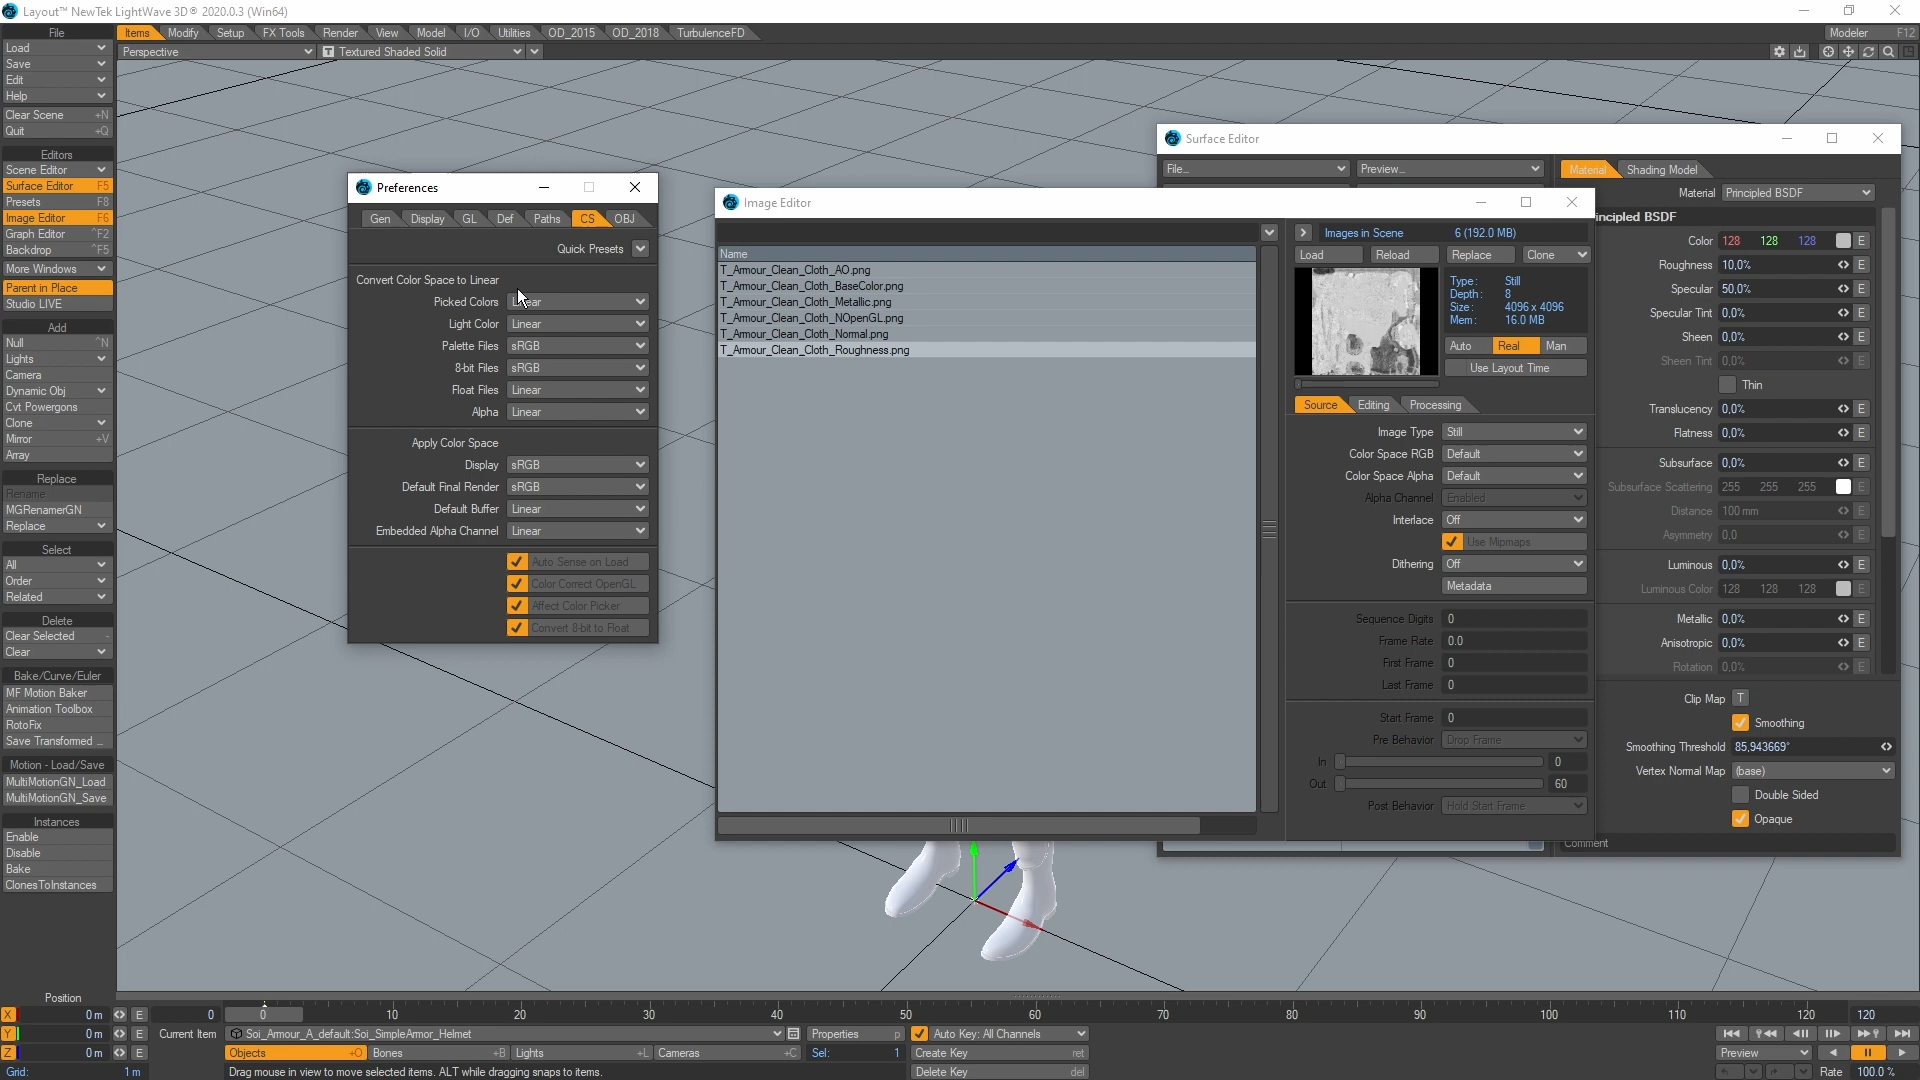 Layout™ NewTek LightWave 3D® 2020.0.3 (Win64)
File
Items
Modify
Setup
FX Tools
Render
View
Model
I/O
Utilities
OD_2015
OD_2018
TurbulenceFD
Modeler F12
Load
Perspective
Textured Shaded Solid
Save
Edit
Help
Clear Scene +N
Quit +Q
Editors
Scene Editor
Surface Editor F5
Presets F8
Image Editor F6
Graph Editor ^F2
Backdrop ^F5
More Windows
Parent in Place
Studio LIVE
Add
Null ^N
Lights
Camera
Dynamic Obj
Cvt Powergons
Clone
Mirror +V
Array
Replace
Rename
MGRenamerGN
Replace
Select
All
Order
Related
Delete
Clear Selected -
Clear
Bake/Curve/Euler
MF Motion Baker
Animation Toolbox
RotoFix
Save Transformed ...
Motion - Load/Save
MultiMotionGN_Load
MultiMotionGN_Save
Instances
Enable
Disable
Bake
ClonesToInstances
Preferences
Gen
Display
GL
Def
Paths
CS
OBJ
Quick Presets
Convert Color Space to Linear
Picked Colors
Light Color Linear
Palette Files sRGB
8-bit Files sRGB
Float Files Linear
Alpha Linear
Apply Color Space
Display sRGB
Default Final Render sRGB
Default Buffer Linear
Embedded Alpha Channel Linear
Auto Sense on Load
Color Correct OpenGL
Affect Color Picker
Convert 8-bit to Float
Image Editor
Name
T_Amour_Clean_Cloth_AO.png
T_Amour_Clean_Cloth_BaseColor.png
T_Amour_Clean_Cloth_Metallic.png
T_Amour_Clean_Cloth_NOpenGL.png
T_Amour_Clean_Cloth_Normal.png
T_Amour_Clean_Cloth_Roughness.png
Images in Scene 6 (192.0 MB)
Load
Reload
Replace
Clone
Type: Still
Depth: 8
Size: 4096 x 4096
Mem: 16.0 MB
Auto
Real
Man
Use Layout Time
Source
Editing
Processing
Image Type Still
Color Space RGB Default
Color Space Alpha Default
Alpha Channel Enabled
Interlace Off
Use Mipmaps
Dithering Off
Metadata
Sequence Digits 0
Frame Rate 0.0
First Frame 0
Last Frame 0
Start Frame 0
Pre Behavior Drop Frame
In 0
Out 60
Post Behavior Hold Start Frame
Surface Editor
File...
Preview...
Material
Shading Model
Material Principled BSDF
incipled BSDF
Color 128 128 128 E
Roughness 10,0% E
Specular 50,0% E
Specular Tint 0,0% E
Sheen 0,0% E
Sheen Tint 0,0% E
Thin
Translucency 0,0% E
Flatness 0,0% E
Subsurface 0,0% E
Subsurface Scattering 255 255 255 E
Distance 100 mm E
Asymmetry 0,0 E
Luminous 0,0% E
Luminous Color 128 128 128 E
Metallic 0,0% E
Anisotropic 0,0% E
Rotation 0,0% E
Clip Map T
Smoothing
Smoothing Threshold 85,943669°
Vertex Normal Map (base)
Double Sided
Opaque
Comment
Position
X 0 m E
0
0 10 20 30 40 50 60 70 80 90 100 110 120
120
Y 0 m E
Current Item Soi_Armour_A_default:Soi_SimpleArmor_Helmet
Properties p
Auto Key: All Channels
Z 0 m E
Objects +O
Bones +B
Lights +L
Cameras +C
Sel: 1
Create Key ret
Preview
Grid: 1 m
Drag mouse in view to move selected items. ALT while dragging snaps to items.
Delete Key del
Rate 100.0 %